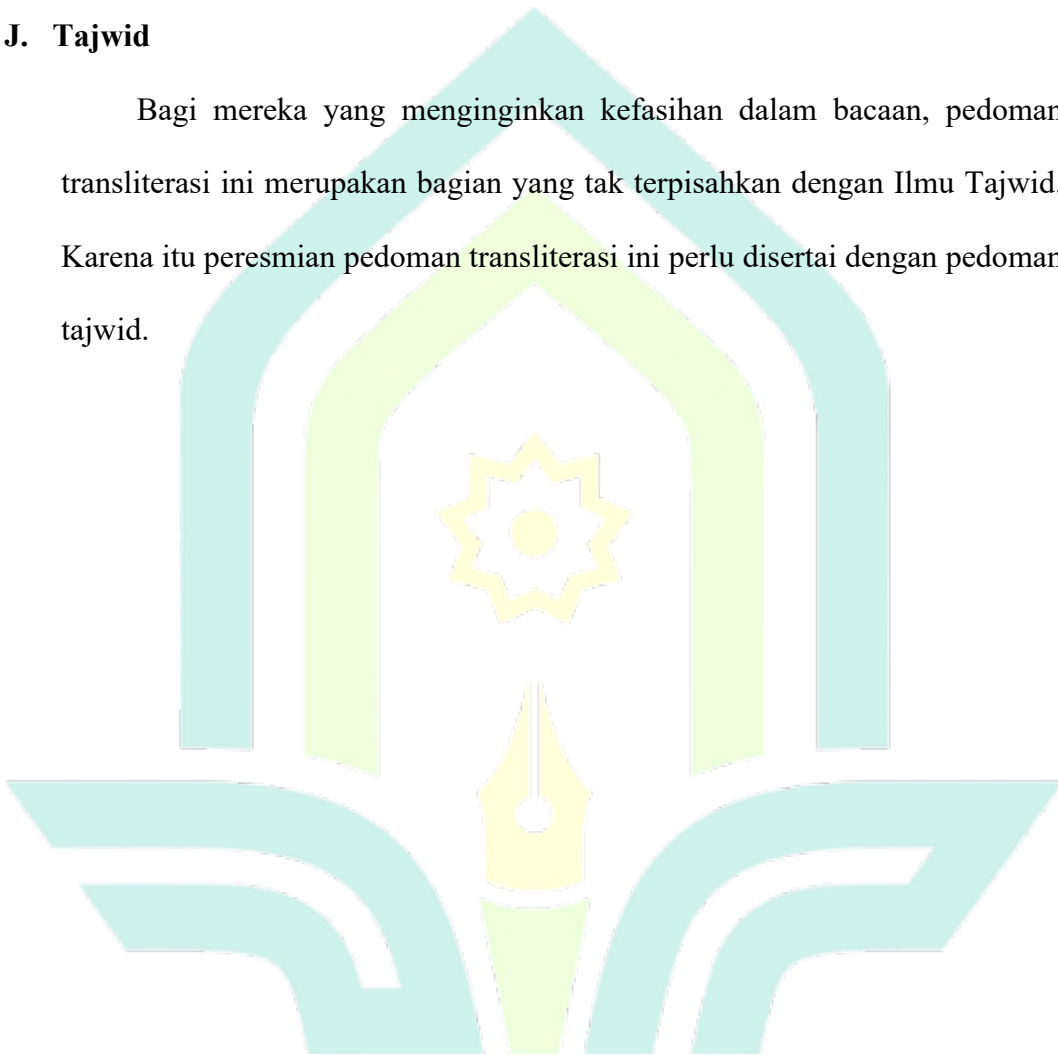 J. Tajwid
Bagi mereka yang menginginkan kefasihan dalam bacaan, pedoman
transliterasi ini merupakan bagian yang tak terpisahkan dengan Ilmu Tajwid.
Karena itu peresmian pedoman transliterasi ini perlu disertai dengan pedoman
tajwid.